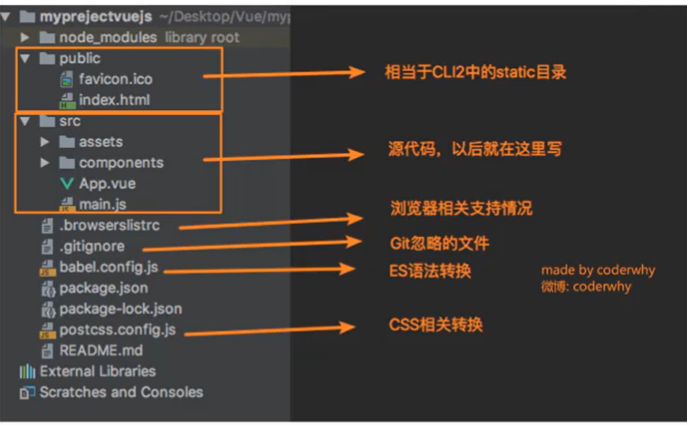 myprejectvuejs ~/Desktop/Vue/myp
node_modules library root
public
favicon.ico
index.html
相当于CLI2中的static目录
src
assets
components
App.vue
main.js
源代码，以后就在这里写
.browserslistrc
浏览器相关支持情况
.gitignore
Git忽略的文件
babel.config.js
ES语法转换
made by coderwhy
微博: coderwhy
package.json
package-lock.json
postcss.config.js
CSS相关转换
README.md
External Libraries
Scratches and Consoles